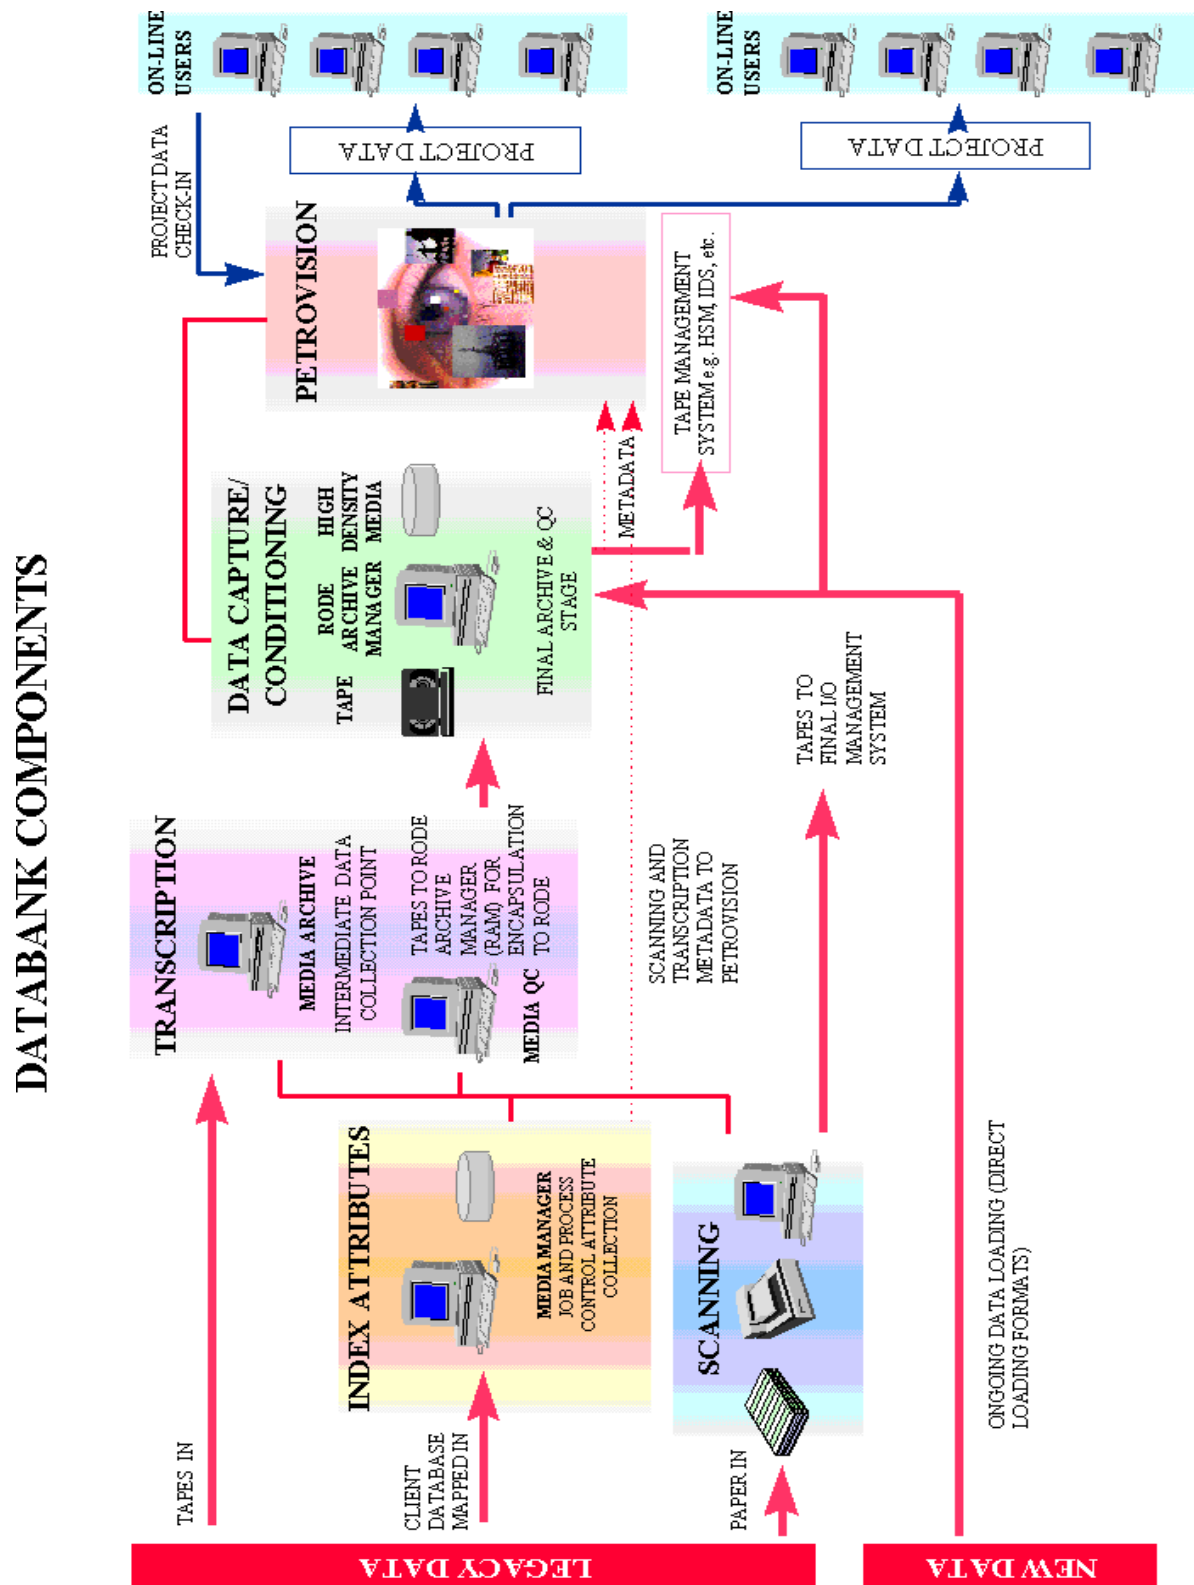 DATABANK COMPONENTS
LEGACY DATA
NEW DATA
TAPES IN
CLIENT
DATABASE
MAPPED IN
PAPER IN
ONGOING DATA LOADING (DIRECT
LOADING FORMATS)
INDEX ATTRIBUTES
MEDIA MANAGER
JOB AND PROCESS
CONTROL ATTRIBUTE
COLLECTION
SCANNING
TRANSCRIPTION
MEDIA ARCHIVE
INTERMEDIATE DATA
COLLECTION POINT
MEDIA QC
TAPES TO RODE
ARCHIVE
MANAGER
(RAM) FOR
ENCAPSULATION
TO RODE
SCANNING AND
TRANSCRIPTION
METADATA TO
PETROVISION
TAPES TO
FINAL I/O
MANAGEMENT
SYSTEM
DATA CAPTURE/
CONDITIONING
TAPE
RODE
ARCHIVE
MANAGER
HIGH
DENSITY
MEDIA
FINAL ARCHIVE & QC
STAGE
METADATA
TAPE MANAGEMENT
SYSTEM e.g. HSM, IDS, etc.
PETROVISION
PROJECT DATA
CHECK-IN
PROJECT DATA
PROJECT DATA
ON-LINE
USERS
ON-LINE
USERS